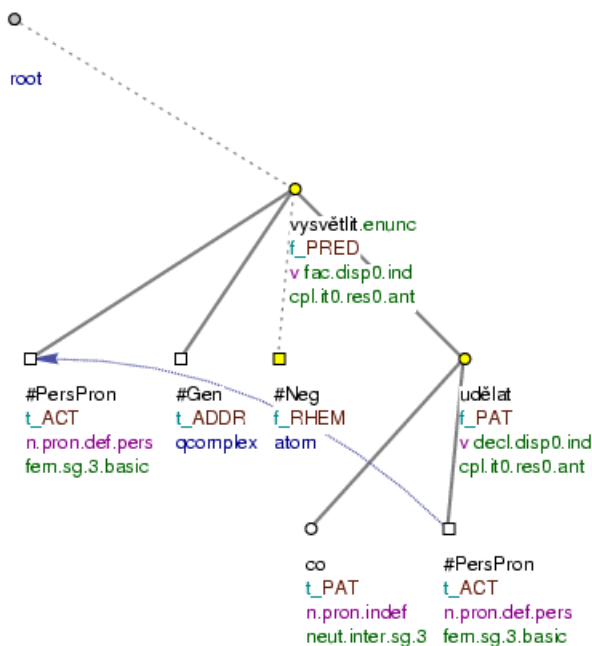 root
vysvětlit.enunc
f_PRED
v fac.disp0.ind
cpl.it0.res0.ant
#PersPron
t_ACT
n.pron.def.pers
fem.sg.3.basic
#Gen
t_ADDR
qcomplex
#Neg
f_RHEM
atom
udělat
f_PAT
v decl.disp0.ind
cpl.it0.res0.ant
co
t_PAT
n.pron.indef
neut.inter.sg.3
#PersPron
t_ACT
n.pron.def.pers
fem.sg.3.basic